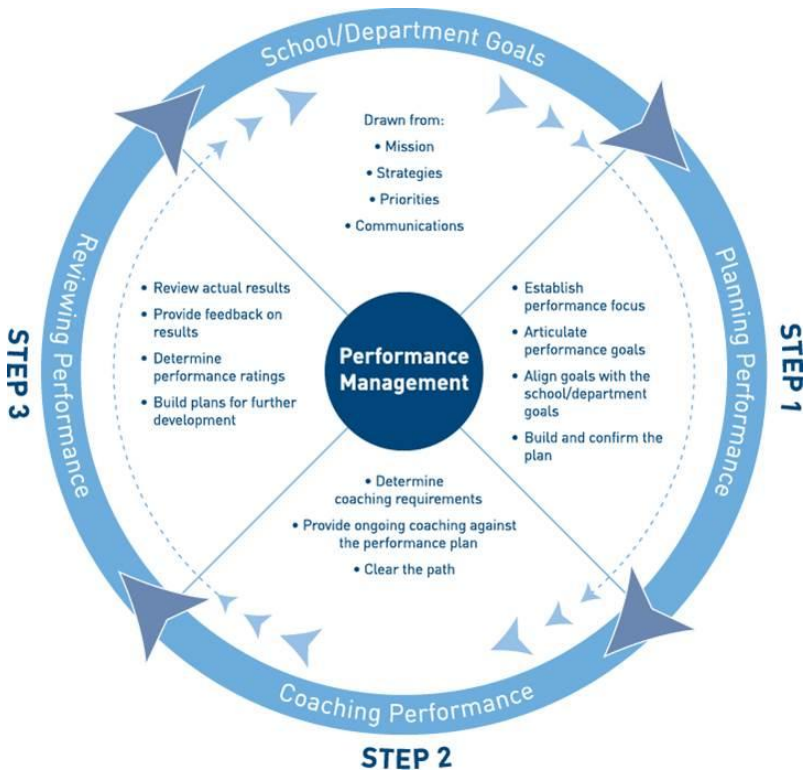 School/Department Goals
Drawn from:
• Mission
• Strategies
• Priorities
• Communications
Planning Performance
STEP 1
• Establish
performance focus
• Articulate
performance goals
• Align goals with the
school/department
goals
• Build and confirm the
plan
Performance
Management
• Determine
coaching requirements
• Provide ongoing coaching against
the performance plan
• Clear the path
Coaching Performance
STEP 2
Reviewing Performance
STEP 3
• Review actual results
• Provide feedback on
results
• Determine
performance ratings
• Build plans for further
development